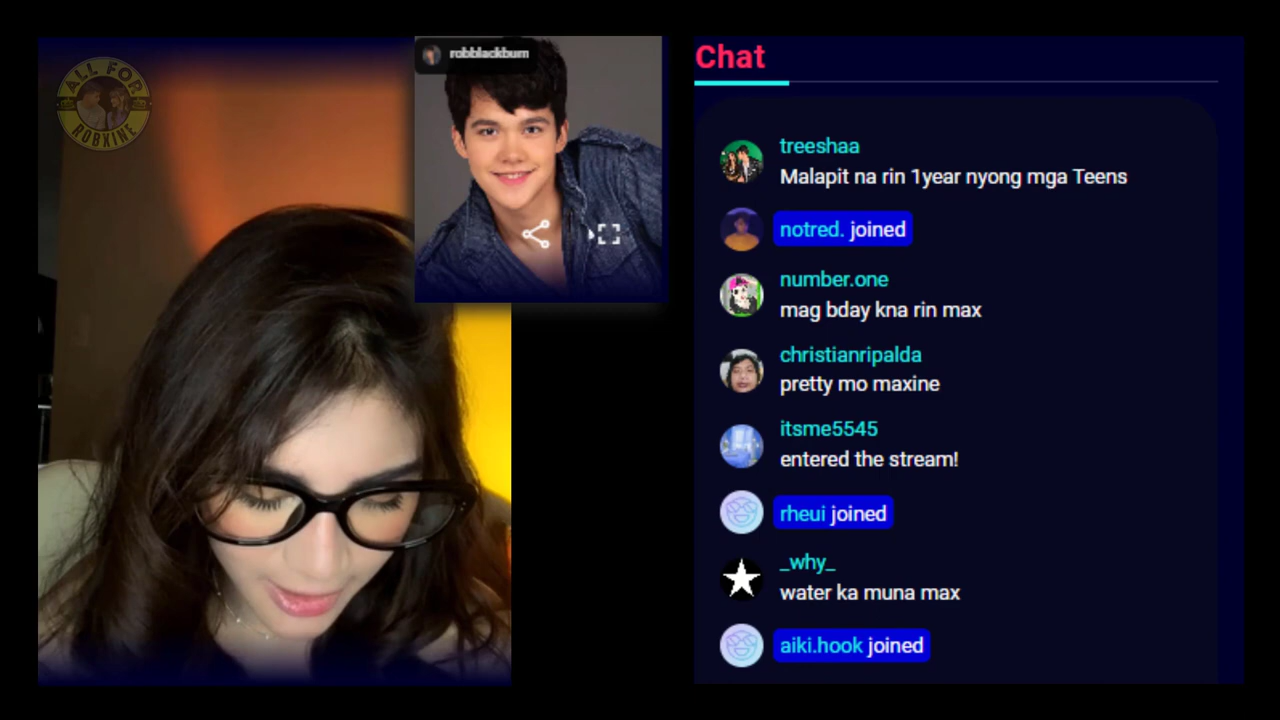 ALL FOR
ROBXINE
robblackburn
Chat
treeshaa
Malapit na rin 1year nyong mga Teens
notred. joined
number.one
mag bday kna rin max
christianripalda
pretty mo maxine
itsme5545
entered the stream!
rheui joined
_why_
water ka muna max
aiki.hook joined